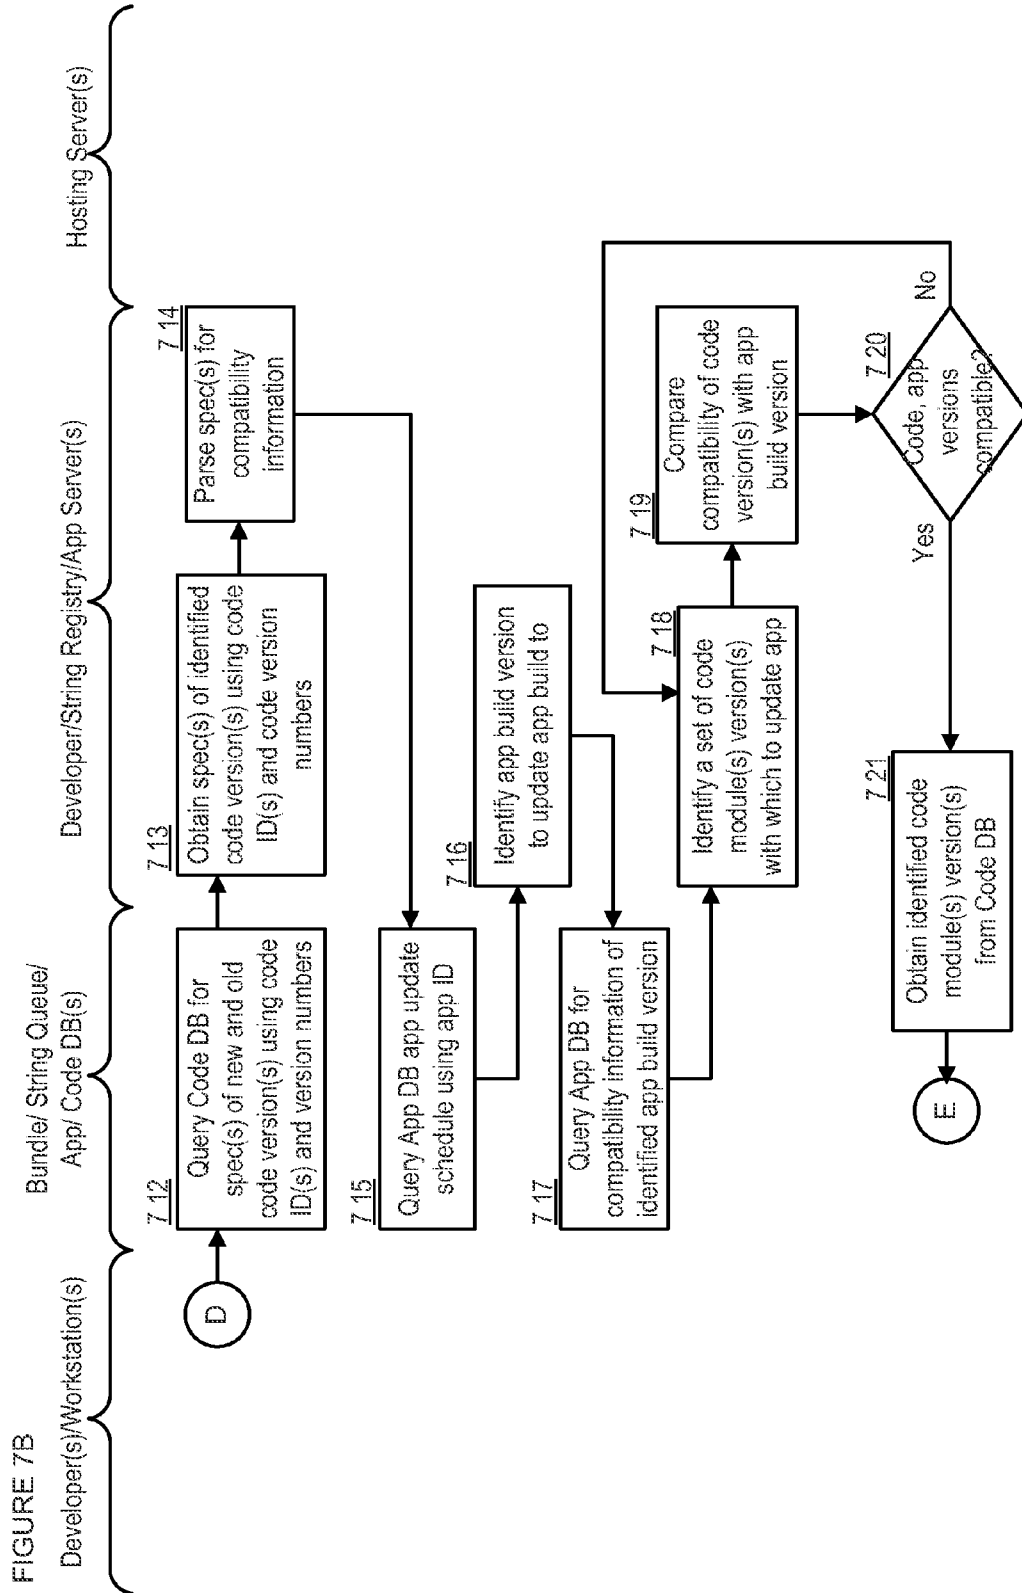 FIGURE 7B
Developer(s)/Workstation(s)
Bundle/ String Queue/
App/ Code DB(s)
Developer/String Registry/App Server(s)
Hosting Server(s)
D
7 12
Query Code DB for
spec(s) of new and old
code version(s) using code
ID(s) and version numbers
7 13
Obtain spec(s) of identified
code version(s) using code
ID(s) and code version
numbers
7 14
Parse spec(s) for
compatibility
information
7 15
Query App DB app update
schedule using app ID
7 16
Identify app build version
to update app build to
7 17
Query App DB for
compatibility information of
identified app build version
7 18
Identify a set of code
module(s) version(s)
with which to update app
7 19
Compare
compatibility of code
version(s) with app
build version
7 20
Code, app
versions
compatible?
No
Yes
7 21
Obtain identified code
module(s) version(s)
from Code DB
E